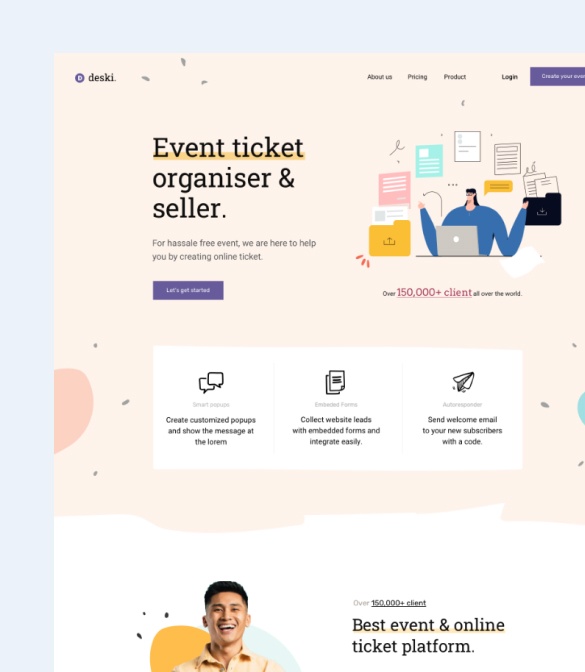 deski.
About us Pricing Product Login Create your even
Event ticket
organiser &
seller.
For hassale free event, we are here to help
you by creating online ticket.
Let's get started
Over 150,000+ client all over the world.
Smart popups
Create customized popups
and show the message at
the lorem
Embeded Forms
Collect website leads
with embedded forms and
integrate easily.
Autoresponder
Send welcome email
to your new subscribers
with a code.
Over 150,000+ client
Best event & online
ticket platform.